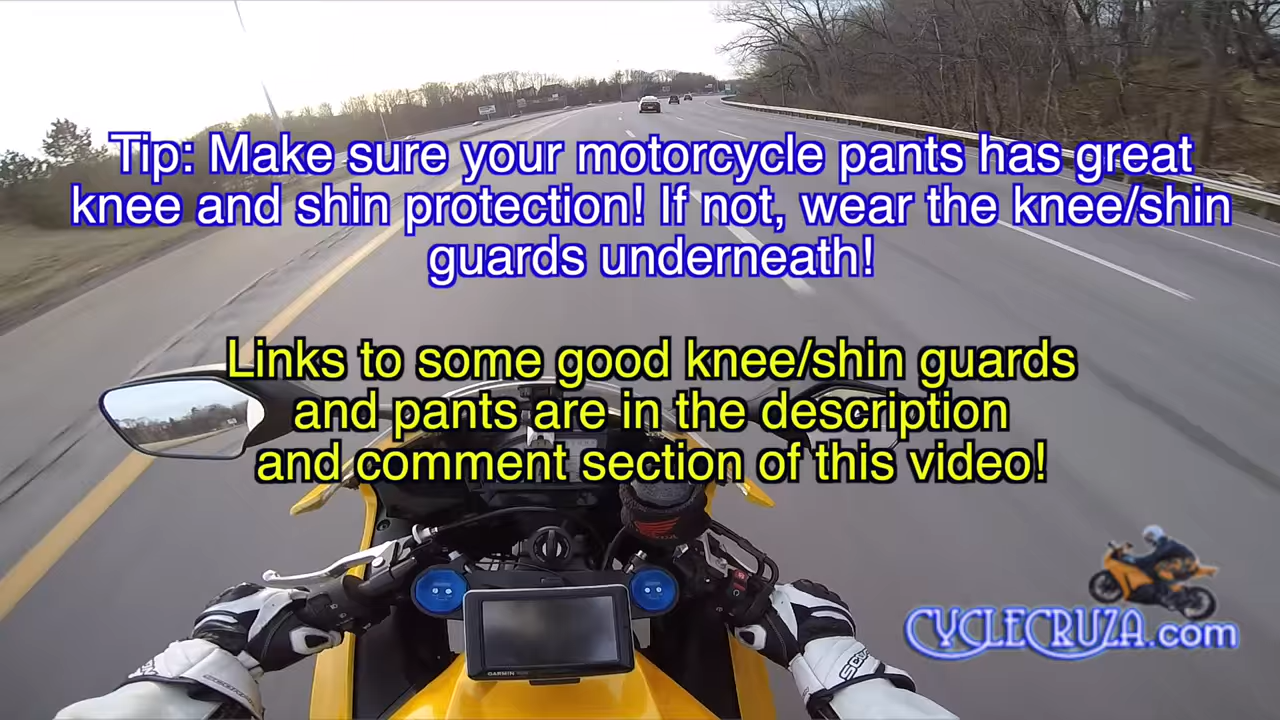 Tip: Make sure your motorcycle pants has great
knee and shin protection! If not, wear the knee/shin
guards underneath!
Links to some good knee/shin guards
and pants are in the description
and comment section of this video!
CYCLECRUZA.com
GARMIN